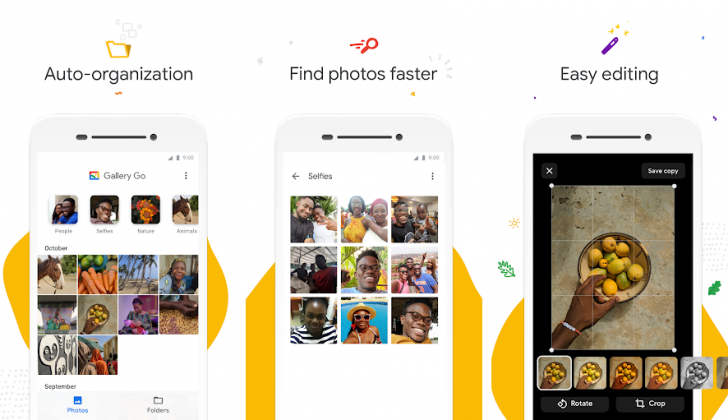 Auto-organization
Gallery Go
9:00
People
Selfies
Nature
Animals
October
September
Photos
Folders
Find photos faster
9:00
Selfies
Easy editing
Save copy
Rotate
Crop